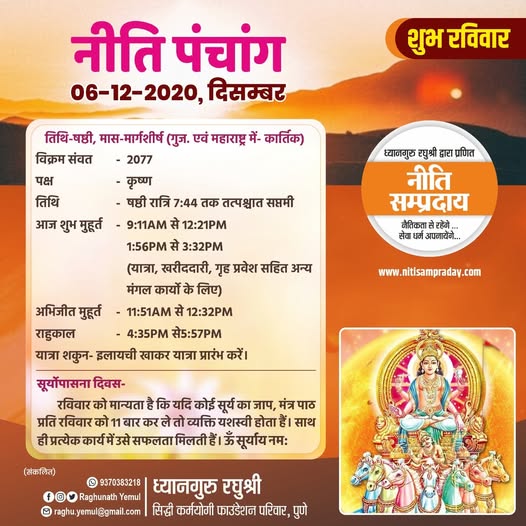 नीति पंचांग
06-12-2020, दिसम्बर
शुभ रविवार
तिथि-षष्ठी, मास-मार्गशीर्ष (गुज. एवं महाराष्ट्र में- कार्तिक)
विक्रम संवत - 2077
पक्ष - कृष्ण
तिथि - षष्ठी रात्रि 7:44 तक तत्पश्चात सप्तमी
आज शुभ मुहूर्त - 9:11AM से 12:21PM
1:56PM से 3:32PM
(यात्रा, खरीददारी, गृह प्रवेश सहित अन्य
मंगल कार्यो के लिए)
अभिजीत मुहूर्त - 11:51AM से 12:32PM
राहुकाल - 4:35PM से5:57PM
यात्रा शकुन- इलायची खाकर यात्रा प्रारंभ करें।
सूर्योपासना दिवस-
रविवार को मान्यता है कि यदि कोई सूर्य का जाप, मंत्र पाठ
प्रति रविवार को 11 बार कर ले तो व्यक्ति यशस्वी होता हैं। साथ
ही प्रत्येक कार्य में उसे सफलता मिलती हैं। ॐ सूर्याय नम:
ध्यानगुरु रघुश्री द्वारा प्रणित
नीति
सम्प्रदाय
नैतिकता से रहेंगे ...
सेवा धर्म अपनायेंगे...
www.nitisampraday.com
(संकलित)
9370383218
Raghunath Yemul
raghu.yemul@gmail.com
ध्यानगुरु रघुश्री
सिद्धी कर्मयोगी फाउंडेशन परिवार, पुणे